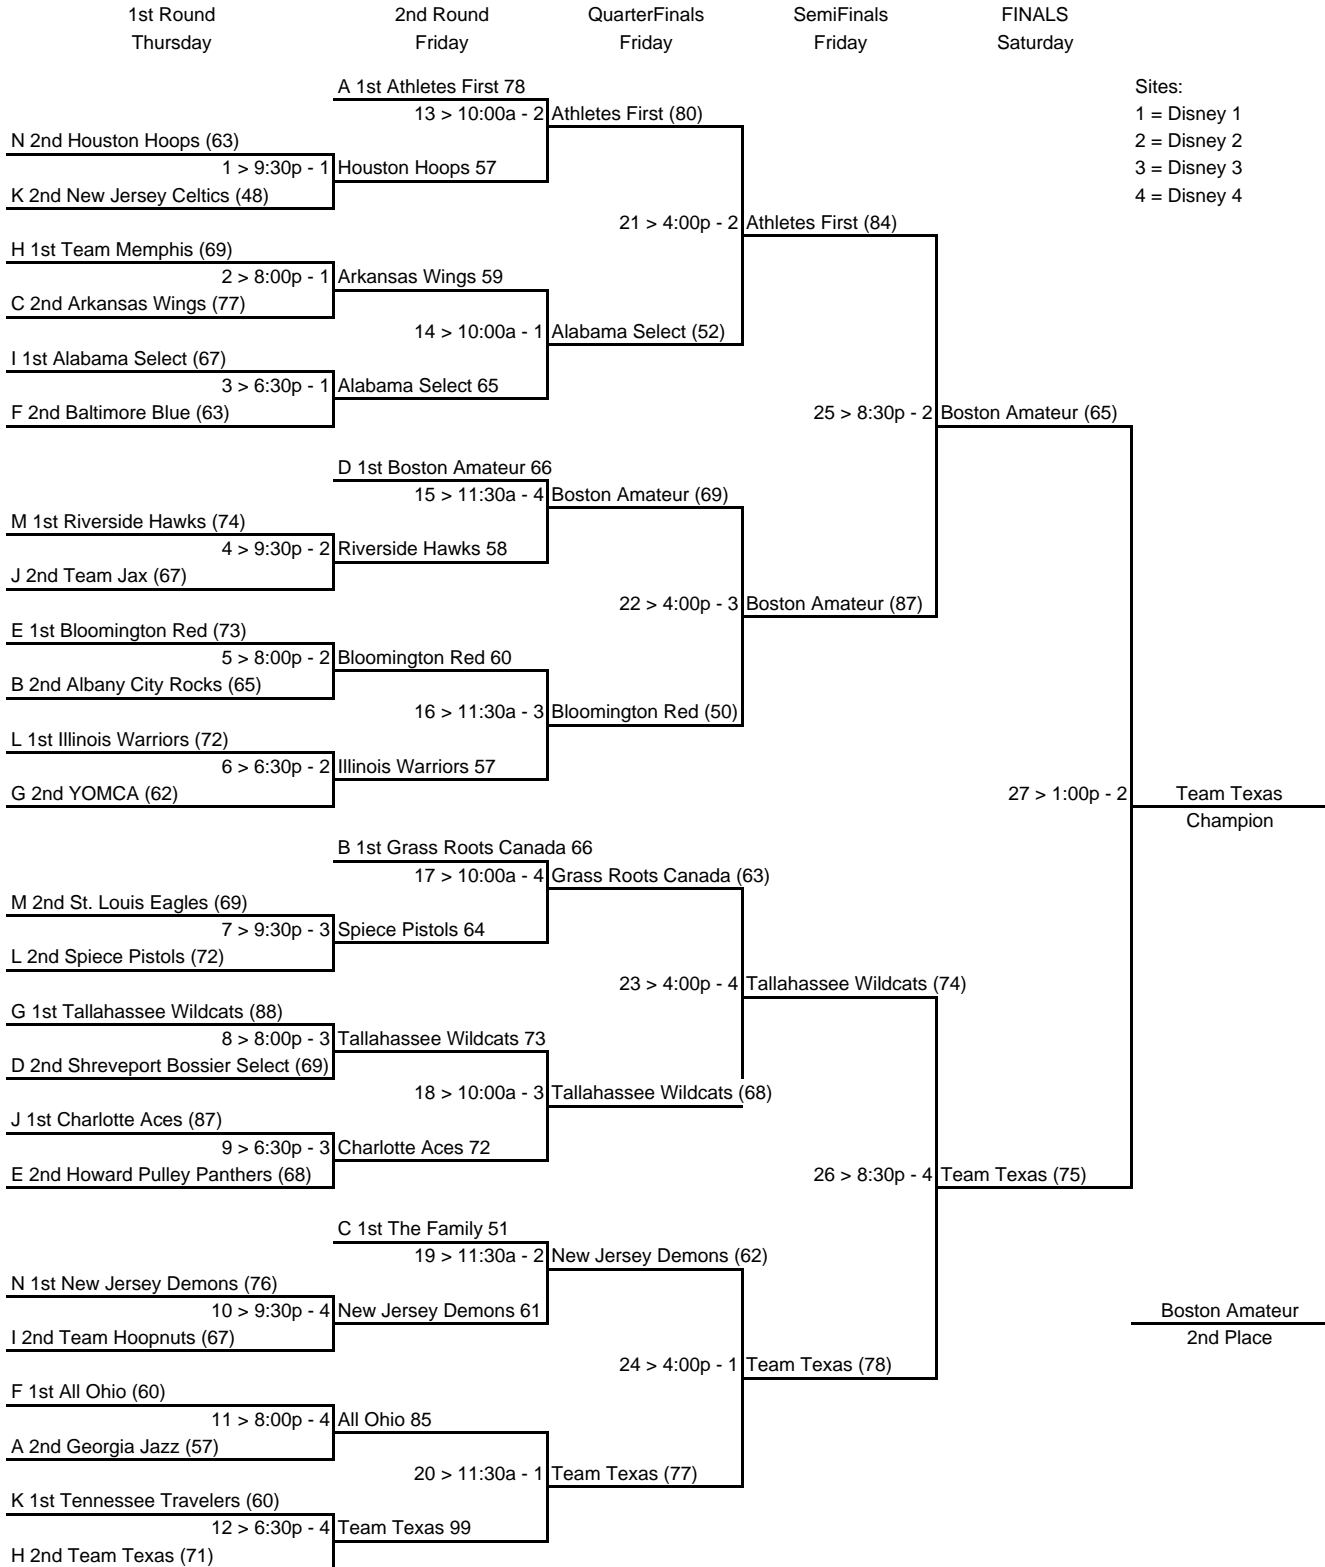 1st Round 2nd Round QuarterFinals SemiFinals FINALS
Thursday Friday Friday Friday Saturday
A 1st Athletes First 78 Sites:
13 > 10:00a - 2 Athletes First (80) 1 = Disney 1
N 2nd Houston Hoops (63) 2 = Disney 2
1 > 9:30p - 1 Houston Hoops 57 3 = Disney 3
K 2nd New Jersey Celtics (48) 4 = Disney 4
21 > 4:00p - 2 Athletes First (84)
H 1st Team Memphis (69)
2 > 8:00p - 1 Arkansas Wings 59
C 2nd Arkansas Wings (77)
14 > 10:00a - 1 Alabama Select (52)
I 1st Alabama Select (67)
3 > 6:30p - 1 Alabama Select 65
F 2nd Baltimore Blue (63) 25 > 8:30p - 2 Boston Amateur (65)
D 1st Boston Amateur 66
15 > 11:30a - 4 Boston Amateur (69)
M 1st Riverside Hawks (74)
4 > 9:30p - 2 Riverside Hawks 58
J 2nd Team Jax (67)
22 > 4:00p - 3 Boston Amateur (87)
E 1st Bloomington Red (73)
5 > 8:00p - 2 Bloomington Red 60
B 2nd Albany City Rocks (65)
16 > 11:30a - 3 Bloomington Red (50)
L 1st Illinois Warriors (72)
6 > 6:30p - 2 Illinois Warriors 57
G 2nd YOMCA (62) 27 > 1:00p - 2 Team Texas
Champion
B 1st Grass Roots Canada 66
17 > 10:00a - 4 Grass Roots Canada (63)
M 2nd St. Louis Eagles (69)
7 > 9:30p - 3 Spiece Pistols 64
L 2nd Spiece Pistols (72)
23 > 4:00p - 4 Tallahassee Wildcats (74)
G 1st Tallahassee Wildcats (88)
8 > 8:00p - 3 Tallahassee Wildcats 73
D 2nd Shreveport Bossier Select (69)
18 > 10:00a - 3 Tallahassee Wildcats (68)
J 1st Charlotte Aces (87)
9 > 6:30p - 3 Charlotte Aces 72
E 2nd Howard Pulley Panthers (68) 26 > 8:30p - 4 Team Texas (75)
C 1st The Family 51
19 > 11:30a - 2 New Jersey Demons (62)
N 1st New Jersey Demons (76)
10 > 9:30p - 4 New Jersey Demons 61 Boston Amateur
I 2nd Team Hoopnuts (67) 2nd Place
24 > 4:00p - 1 Team Texas (78)
F 1st All Ohio (60)
11 > 8:00p - 4 All Ohio 85
A 2nd Georgia Jazz (57)
20 > 11:30a - 1 Team Texas (77)
K 1st Tennessee Travelers (60)
12 > 6:30p - 4 Team Texas 99
H 2nd Team Texas (71)